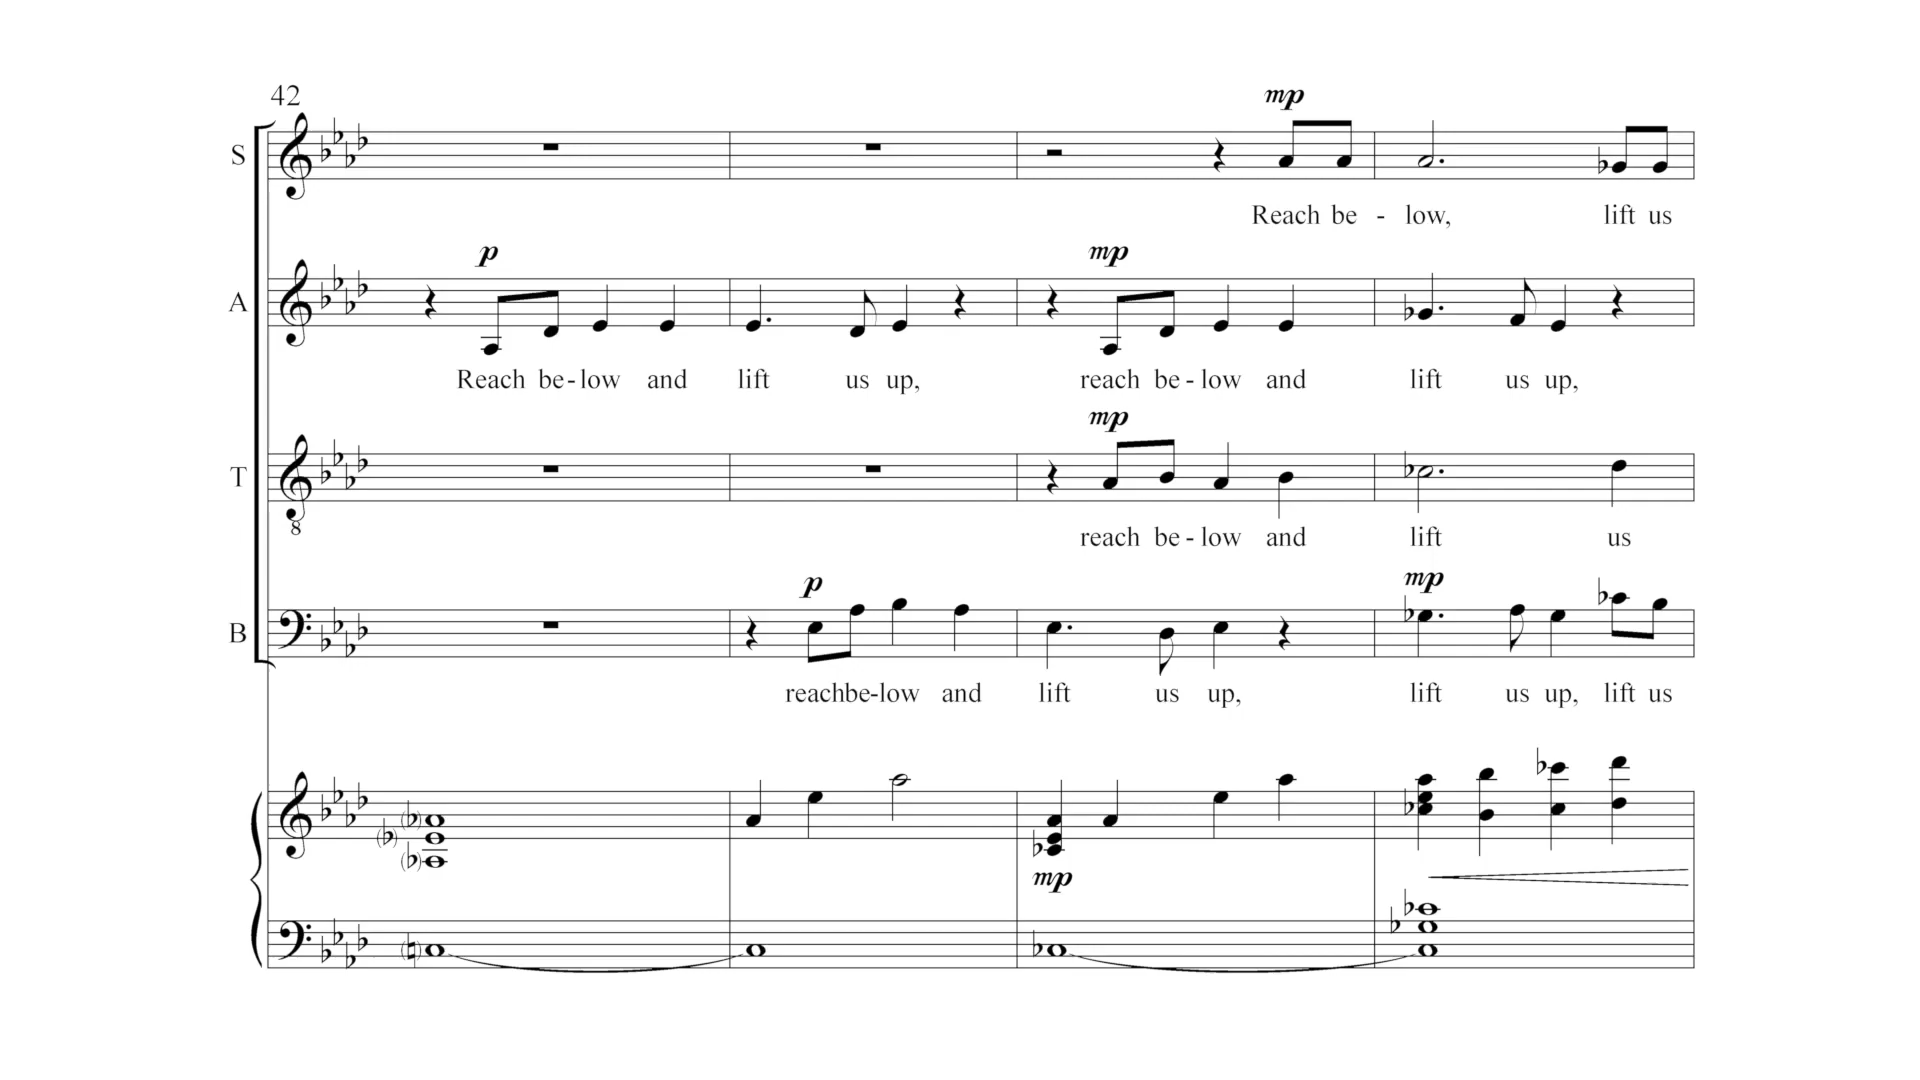 42
mp
S
Reach be - low, lift us
p mp
A
Reach be - low and lift us up, reach be - low and lift us up,
mp
T
8
reach be - low and lift us
p mp
B
reachbe-low and lift us up, lift us up, lift us
mp